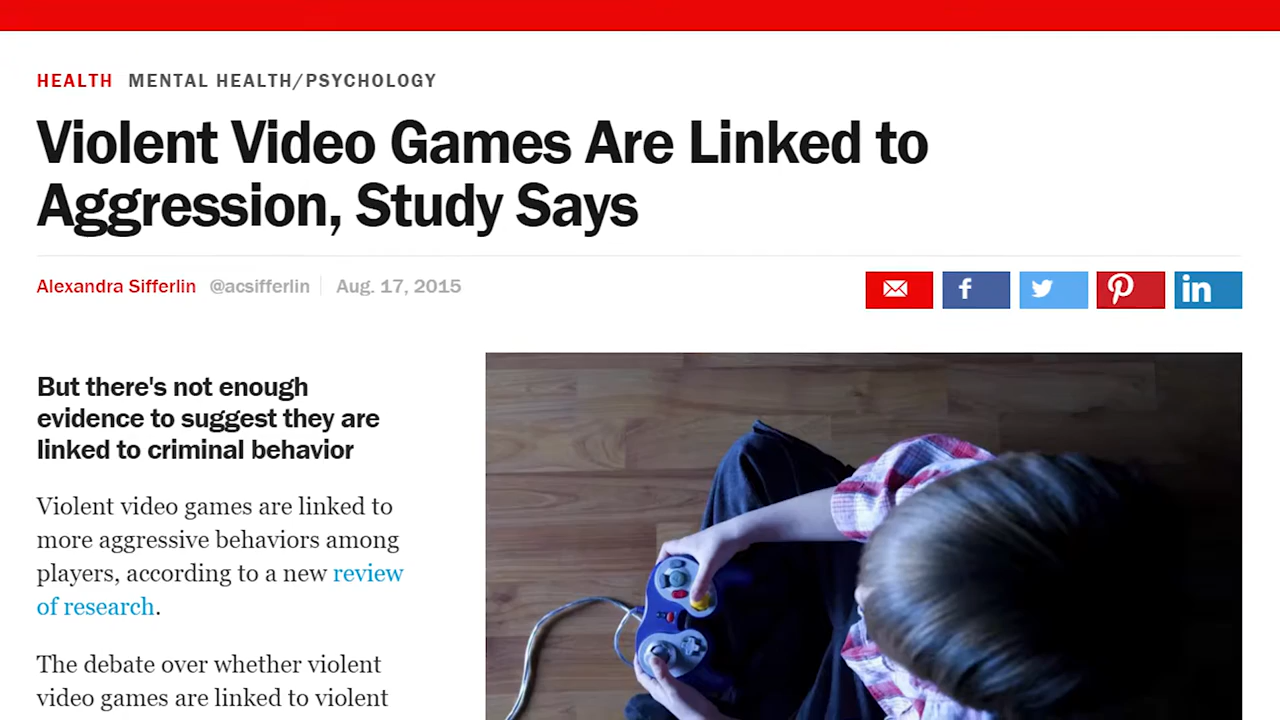 HEALTH MENTAL HEALTH/PSYCHOLOGY
Violent Video Games Are Linked to
Aggression, Study Says
Alexandra Sifferlin @acsifferlin Aug. 17, 2015
But there's not enough
evidence to suggest they are
linked to criminal behavior
Violent video games are linked to
more aggressive behaviors among
players, according to a new review
of research.
The debate over whether violent
video games are linked to violent